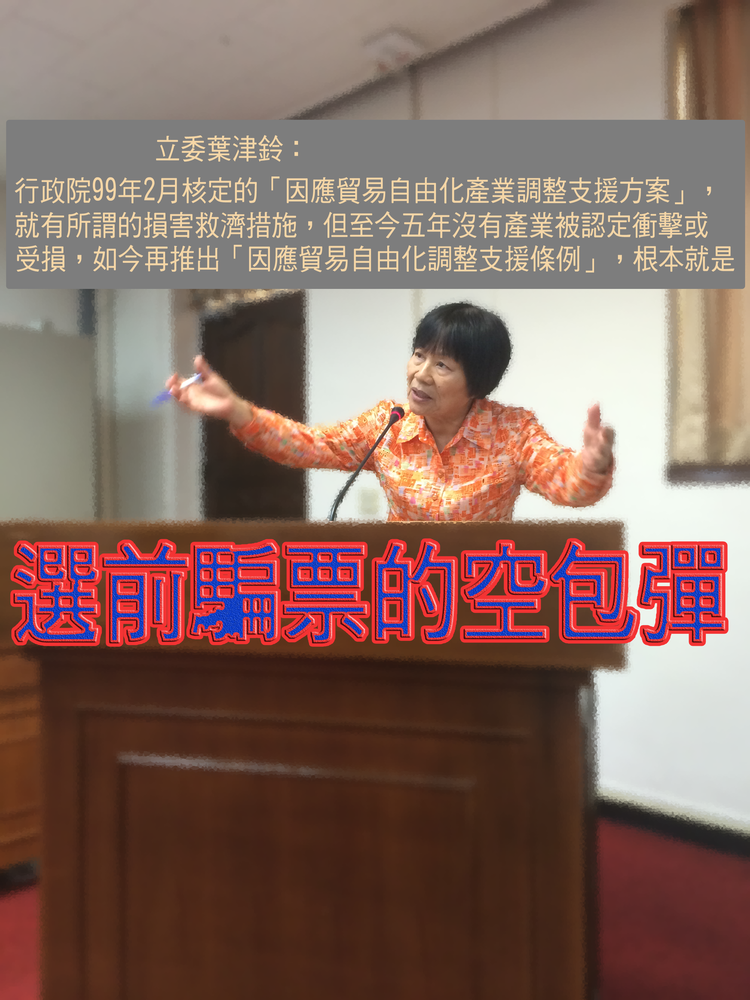 立委葉津鈴：
行政院99年2月核定的「因應貿易自由化產業調整支援方案」，
就有所謂的損害救濟措施，但至今五年沒有產業被認定衝擊或
受損，如今再推出「因應貿易自由化調整支援條例」，根本就是
選前騙票的空包彈